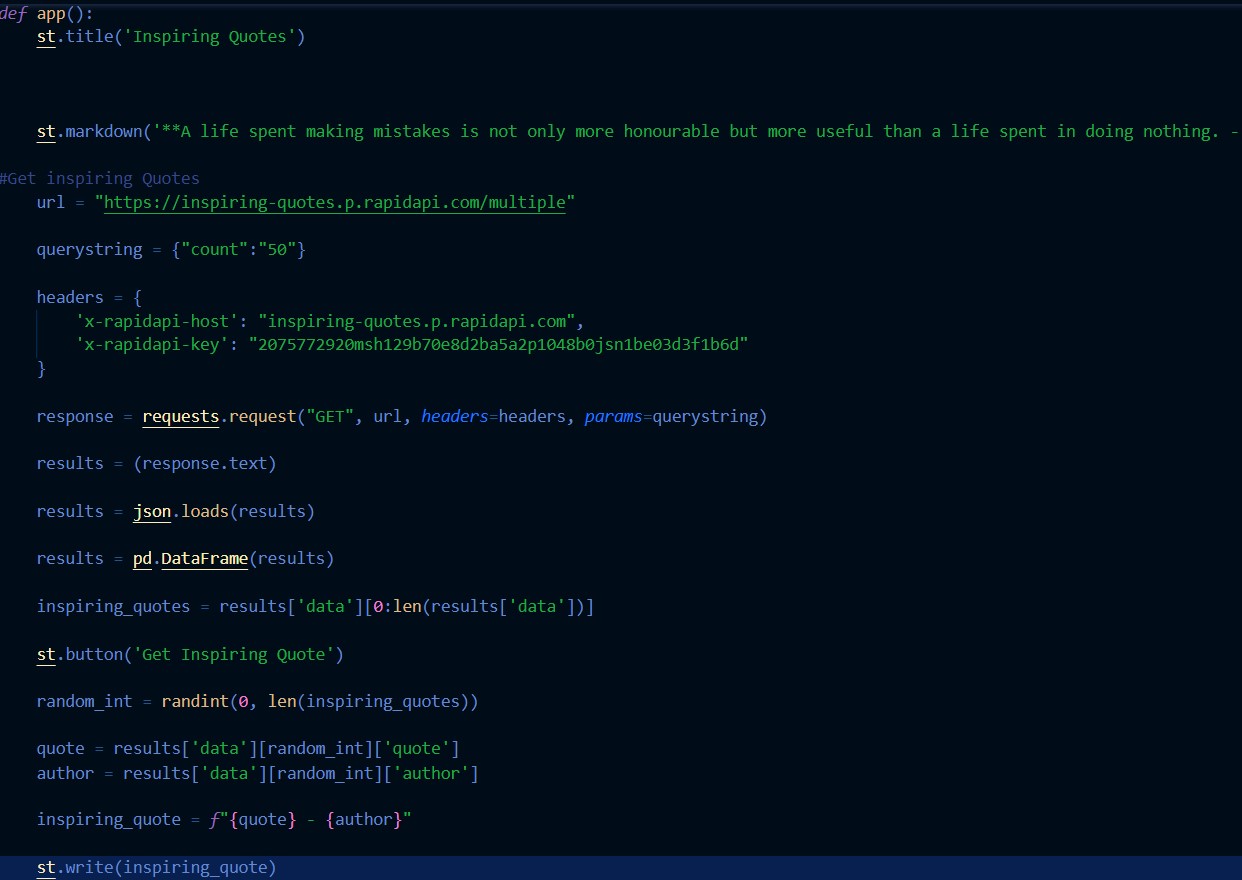 def app():
    st.title('Inspiring Quotes')
    st.markdown('**A life spent making mistakes is not only more honourable but more useful than a life spent in doing nothing. -
#Get inspiring Quotes
    url = "https://inspiring-quotes.p.rapidapi.com/multiple"
    querystring = {"count":"50"}
    headers = {
        'x-rapidapi-host': "inspiring-quotes.p.rapidapi.com",
        'x-rapidapi-key': "2075772920msh129b70e8d2ba5a2p1048b0jsn1be03d3f1b6d"
    }
    response = requests.request("GET", url, headers=headers, params=querystring)
    results = (response.text)
    results = json.loads(results)
    results = pd.DataFrame(results)
    inspiring_quotes = results['data'][0:len(results['data'])]
    st.button('Get Inspiring Quote')
    random_int = randint(0, len(inspiring_quotes))
    quote = results['data'][random_int]['quote']
    author = results['data'][random_int]['author']
    inspiring_quote = f"{quote} - {author}"
    st.write(inspiring_quote)